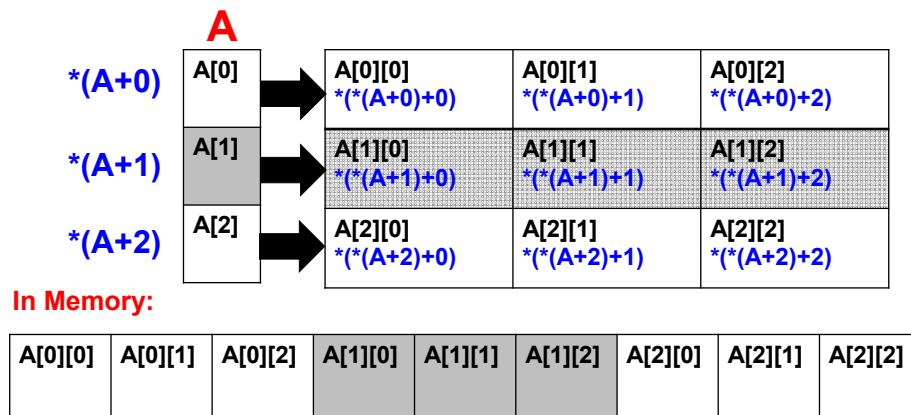 A
*(A+0)
A[0]
A[0][0]
*(*(A+0)+0)
A[0][1]
*(*(A+0)+1)
A[0][2]
*(*(A+0)+2)
*(A+1)
A[1]
A[1][0]
*(*(A+1)+0)
A[1][1]
*(*(A+1)+1)
A[1][2]
*(*(A+1)+2)
*(A+2)
A[2]
A[2][0]
*(*(A+2)+0)
A[2][1]
*(*(A+2)+1)
A[2][2]
*(*(A+2)+2)
In Memory:
A[0][0] A[0][1] A[0][2] A[1][0] A[1][1] A[1][2] A[2][0] A[2][1] A[2][2]